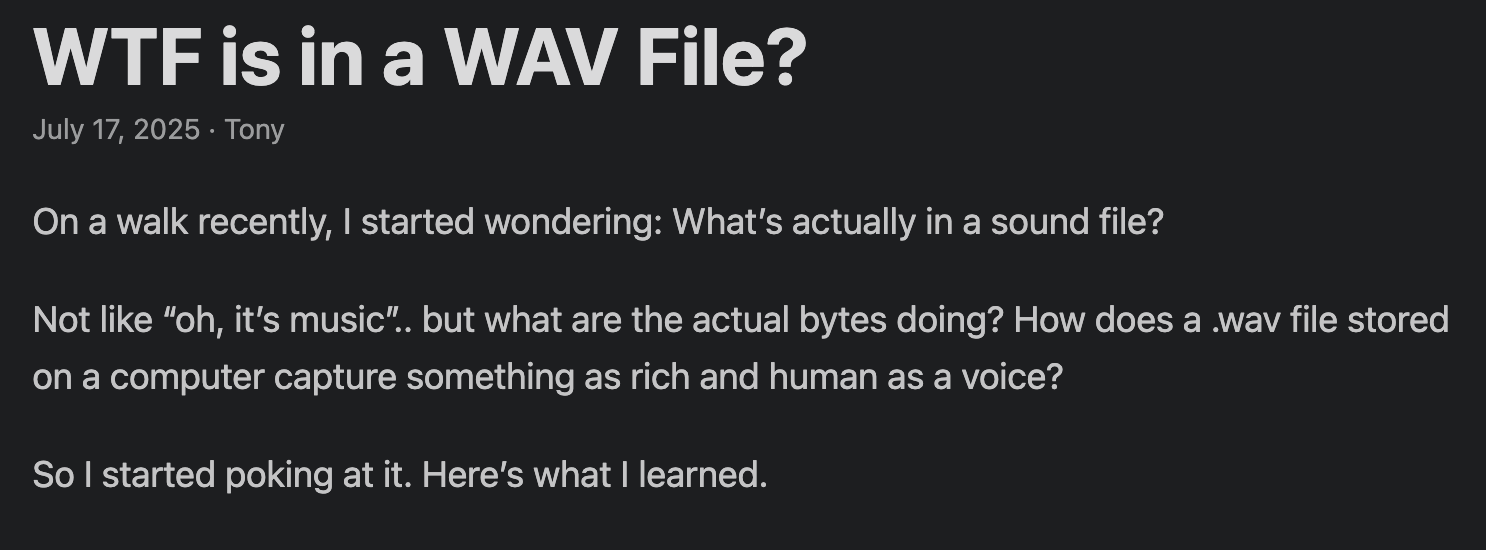 WTF is in a WAV File?
July 17, 2025 · Tony
On a walk recently, I started wondering: What’s actually in a sound file?
Not like “oh, it’s music”.. but what are the actual bytes doing? How does a .wav file stored
on a computer capture something as rich and human as a voice?
So I started poking at it. Here’s what I learned.